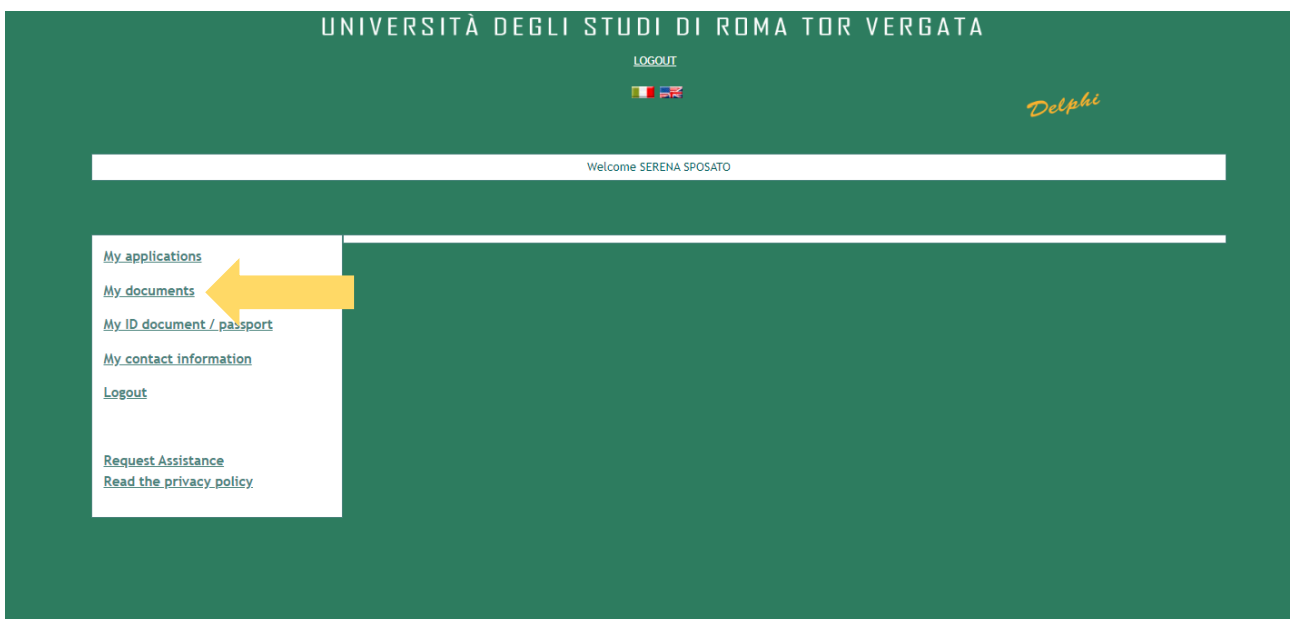 UNIVERSITÀ DEGLI STUDI DI ROMA TOR VERGATA
LOGOUT
Delphi
Welcome SERENA SPOSATO
My applications
My documents
My ID document / passport
My contact information
Logout
Request Assistance
Read the privacy policy